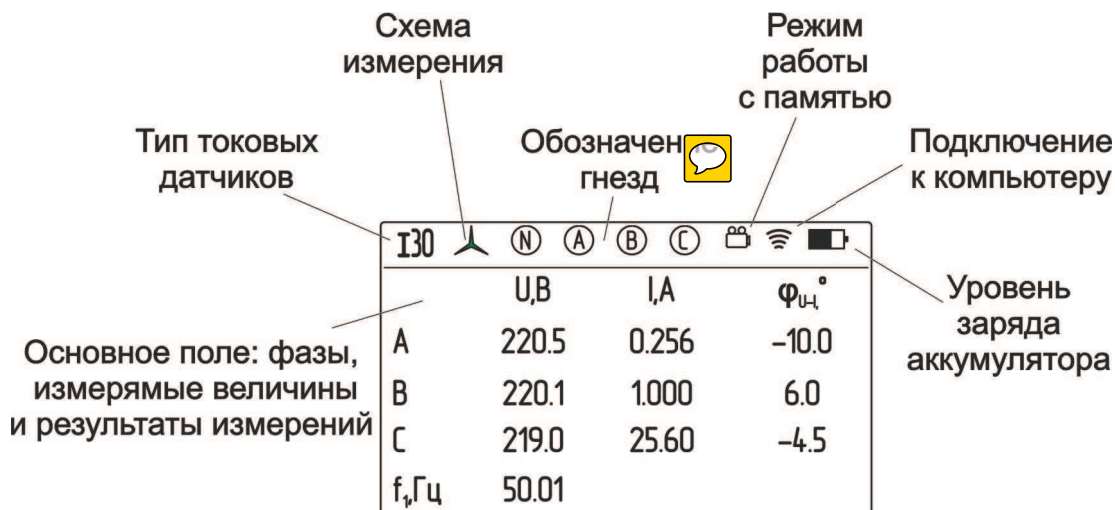 Схема
измерения
Режим
работы
с памятью
Тип токовых
датчиков
гнезд
Подключение
к компьютеру
I30 N A B C
U,В I,А φU-I,°
A 220.5 0.256 −10.0
B 220.1 1.000 6.0
C 219.0 25.60 −4.5
f1,Гц 50.01
Основное поле: фазы,
измерямые величины
и результаты измерений
Уровень
заряда
аккумулятора